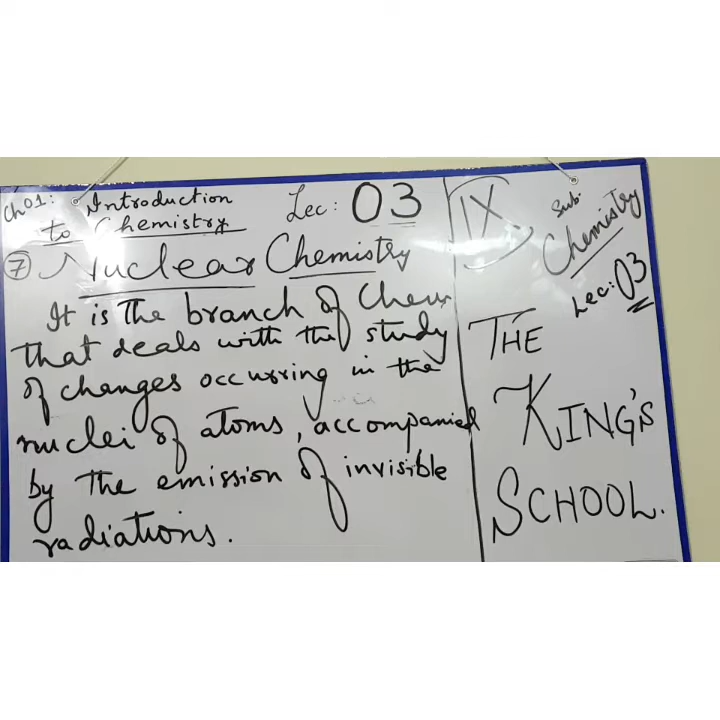 Ch 01: Introduction
to Chemistry
Lec: 03
⑦ Nuclear Chemistry
It is the branch of Chem
that deals with the study
of changes occurring in the
nuclei of atoms, accompanied
by the emission of invisible
radiations.
IX
Sub:
Chemistry
Lec: 03
THE
KING'S
SCHOOL.